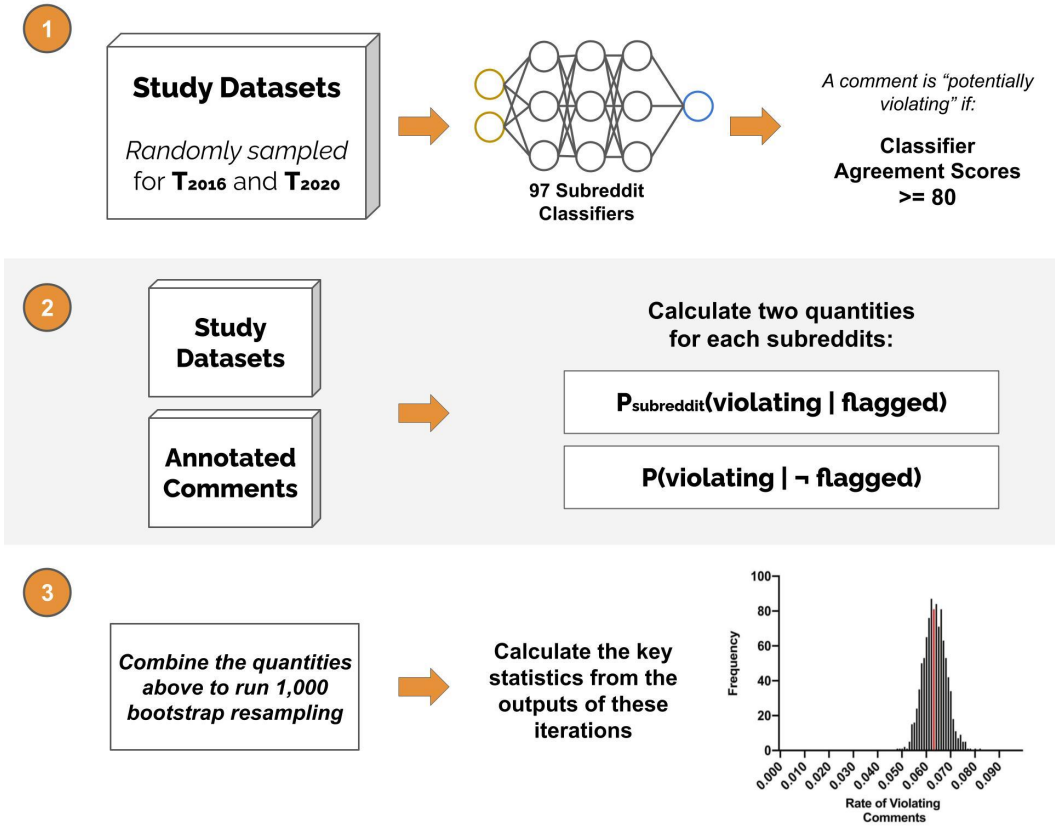 1
Study Datasets
Randomly sampled
for T2016 and T2020
97 Subreddit
Classifiers
A comment is “potentially
violating” if:
Classifier
Agreement Scores
>= 80
2
Study
Datasets
Annotated
Comments
Calculate two quantities
for each subreddits:
Psubreddit(violating | flagged)
P(violating | ¬ flagged)
3
Combine the quantities
above to run 1,000
bootstrap resampling
Calculate the key
statistics from the
outputs of these
iterations
Frequency
100
80
60
40
20
0
0.000
0.010
0.020
0.030
0.040
0.050
0.060
0.070
0.080
0.090
Rate of Violating
Comments